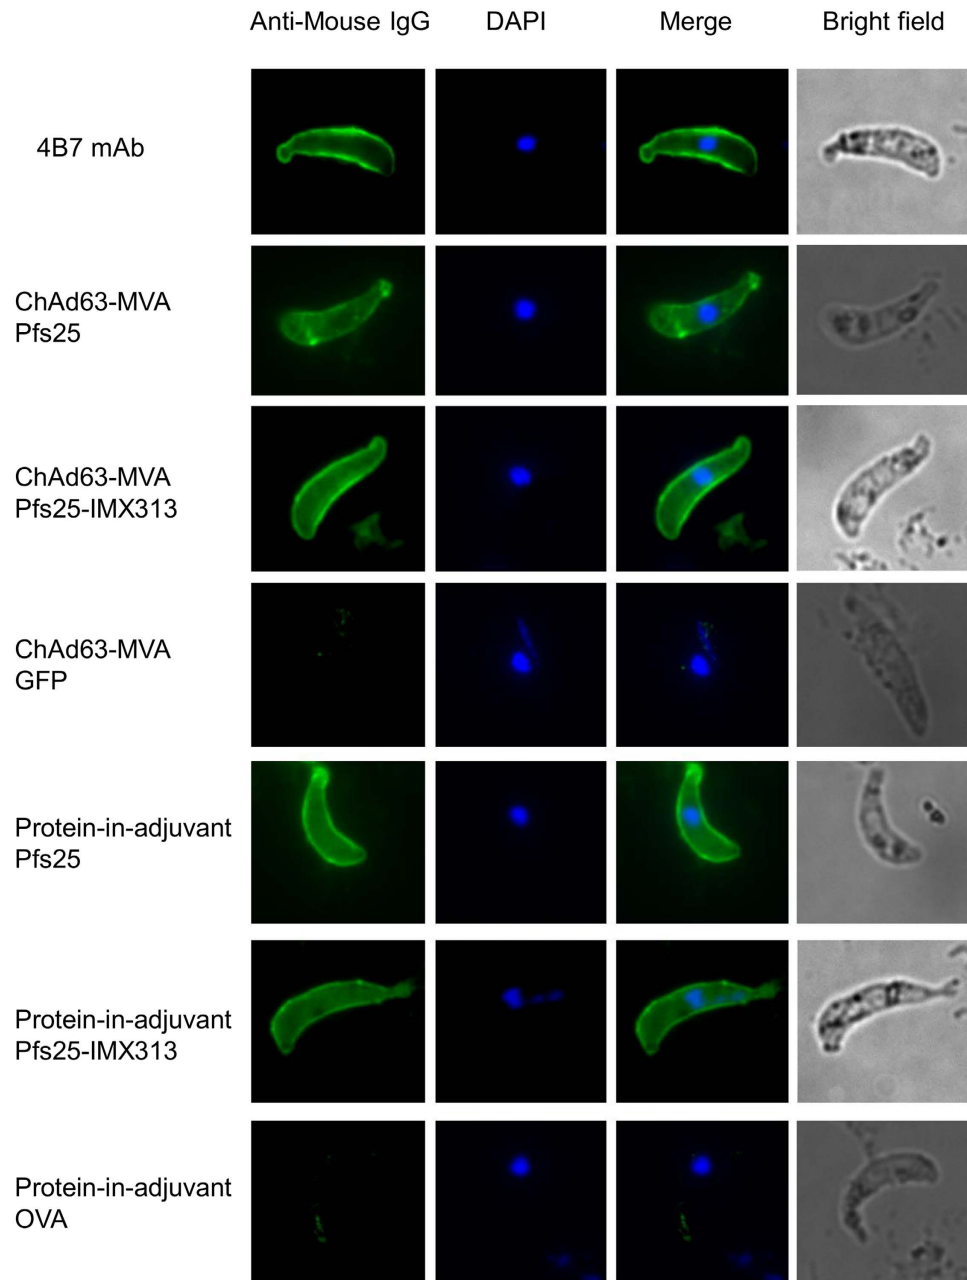 Anti-Mouse IgG DAPI Merge Bright field
4B7 mAb
ChAd63-MVA
Pfs25
ChAd63-MVA
Pfs25-IMX313
ChAd63-MVA
GFP
Protein-in-adjuvant
Pfs25
Protein-in-adjuvant
Pfs25-IMX313
Protein-in-adjuvant
OVA